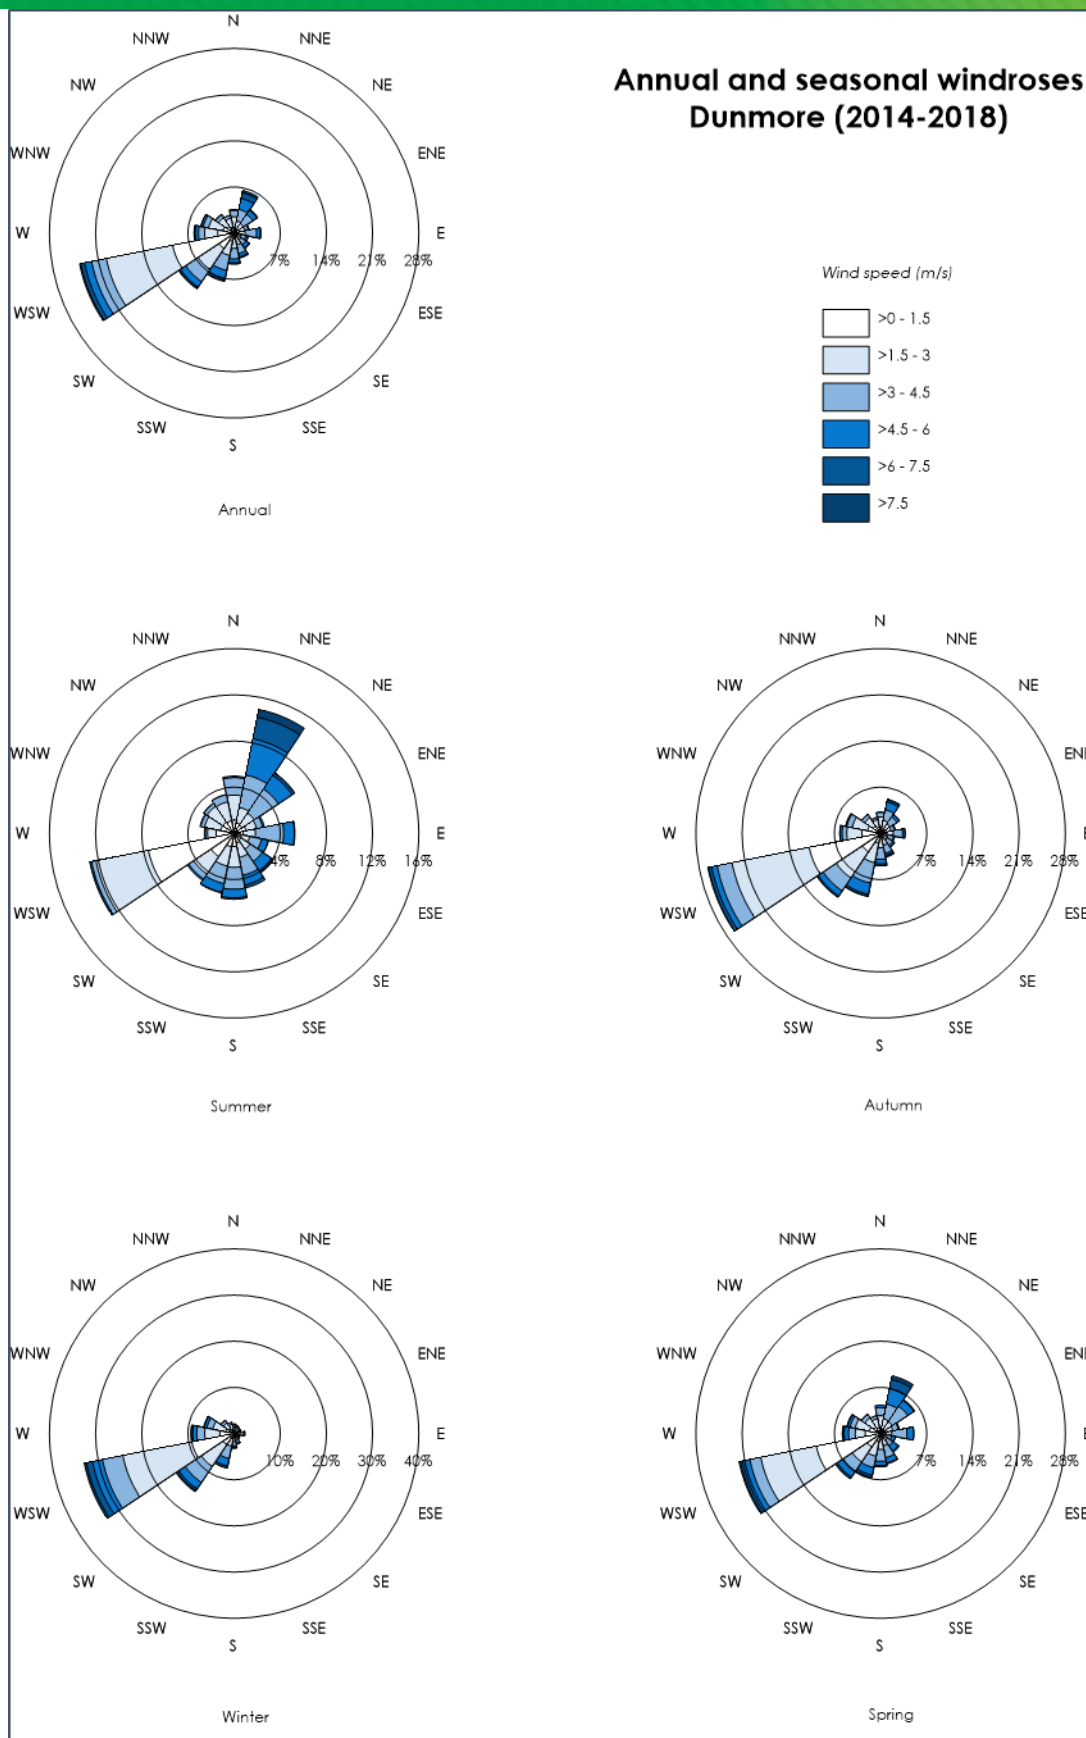 N
NNW
NNE
NW
NE
Annual and seasonal windroses
Dunmore (2014-2018)
WNW
ENE
W
E
7%
14%
21%
28%
WSW
ESE
SW
SE
SSW
SSE
S
Annual
Wind speed (m/s)
>0 - 1.5
>1.5 - 3
>3 - 4.5
>4.5 - 6
>6 - 7.5
>7.5
N
NNW
NNE
NW
NE
WNW
ENE
W
E
4%
8%
12%
16%
WSW
ESE
SW
SE
SSW
SSE
S
Summer
N
NNW
NNE
NW
NE
WNW
EN
W
7%
14%
21%
28%
WSW
ESE
SW
SE
SSW
SSE
S
Autumn
N
NNW
NNE
NW
NE
WNW
ENE
W
E
10%
20%
30%
40%
WSW
ESE
SW
SE
SSW
SSE
S
Winter
N
NNW
NNE
NW
NE
WNW
EN
W
7%
14%
21%
28%
WSW
ESE
SW
SE
SSW
SSE
S
Spring